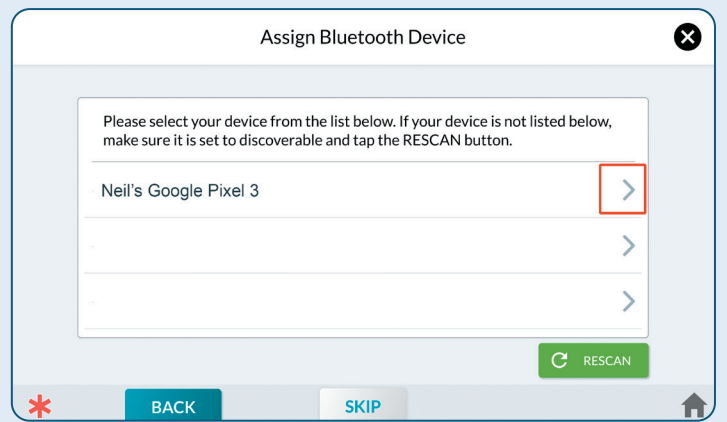 Assign Bluetooth Device
Please select your device from the list below. If your device is not listed below,
make sure it is set to discoverable and tap the RESCAN button.
Neil's Google Pixel 3
RESCAN
BACK
SKIP